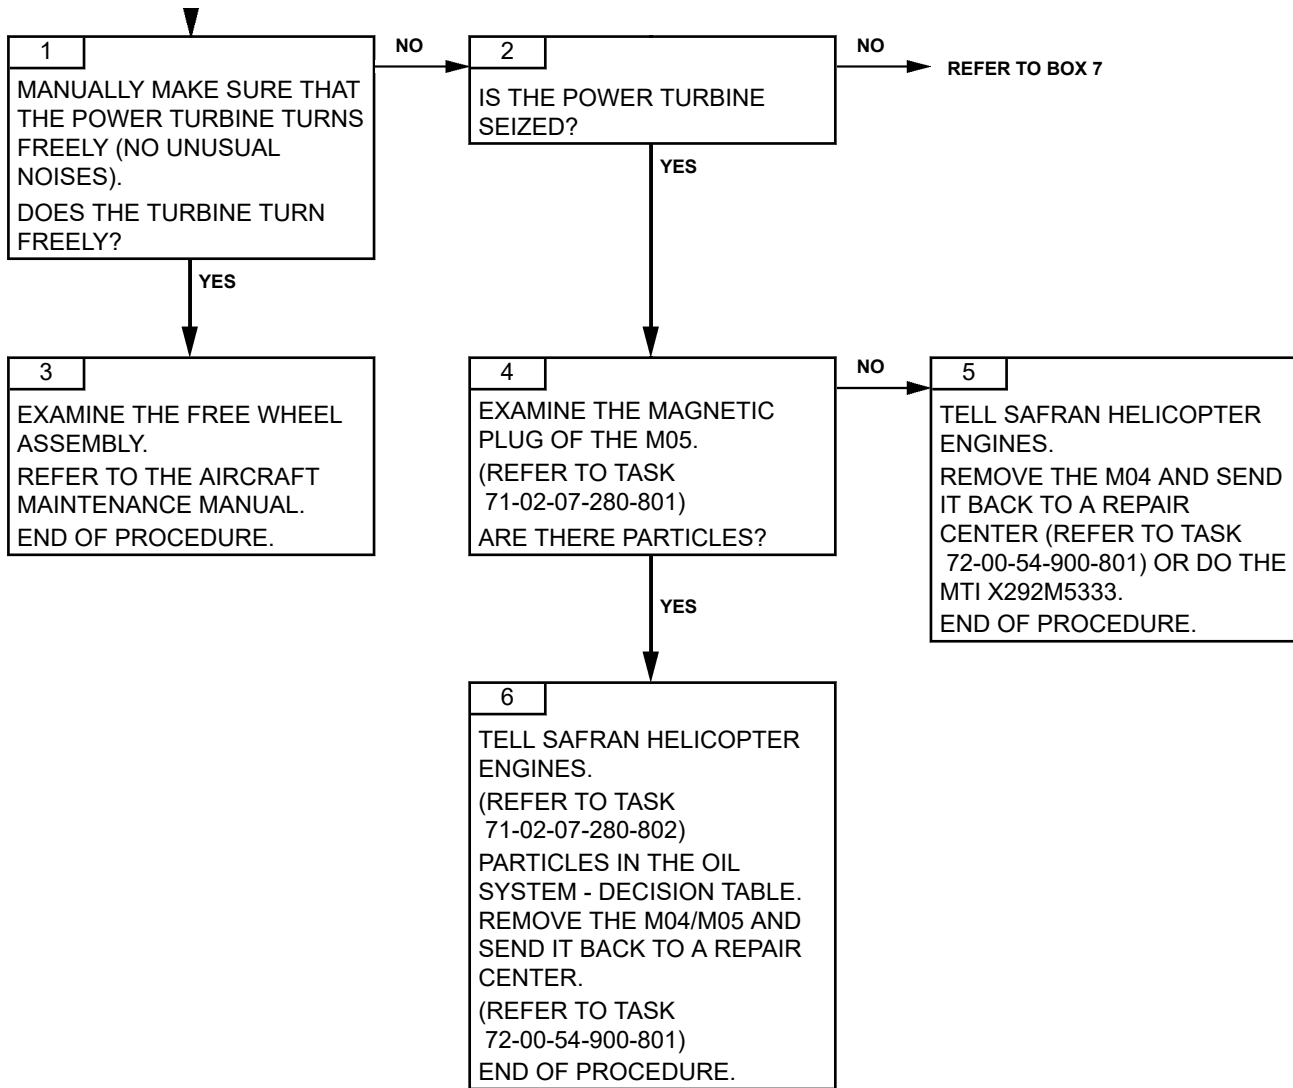 1
MANUALLY MAKE SURE THAT
THE POWER TURBINE TURNS
FREELY (NO UNUSUAL
NOISES).
DOES THE TURBINE TURN
FREELY?
NO
2
IS THE POWER TURBINE
SEIZED?
NO
REFER TO BOX 7
YES
YES
3
EXAMINE THE FREE WHEEL
ASSEMBLY.
REFER TO THE AIRCRAFT
MAINTENANCE MANUAL.
END OF PROCEDURE.
4
EXAMINE THE MAGNETIC
PLUG OF THE M05.
(REFER TO TASK
71-02-07-280-801)
ARE THERE PARTICLES?
NO
5
TELL SAFRAN HELICOPTER
ENGINES.
REMOVE THE M04 AND SEND
IT BACK TO A REPAIR
CENTER (REFER TO TASK
72-00-54-900-801) OR DO THE
MTI X292M5333.
END OF PROCEDURE.
YES
6
TELL SAFRAN HELICOPTER
ENGINES.
(REFER TO TASK
71-02-07-280-802)
PARTICLES IN THE OIL
SYSTEM - DECISION TABLE.
REMOVE THE M04/M05 AND
SEND IT BACK TO A REPAIR
CENTER.
(REFER TO TASK
72-00-54-900-801)
END OF PROCEDURE.